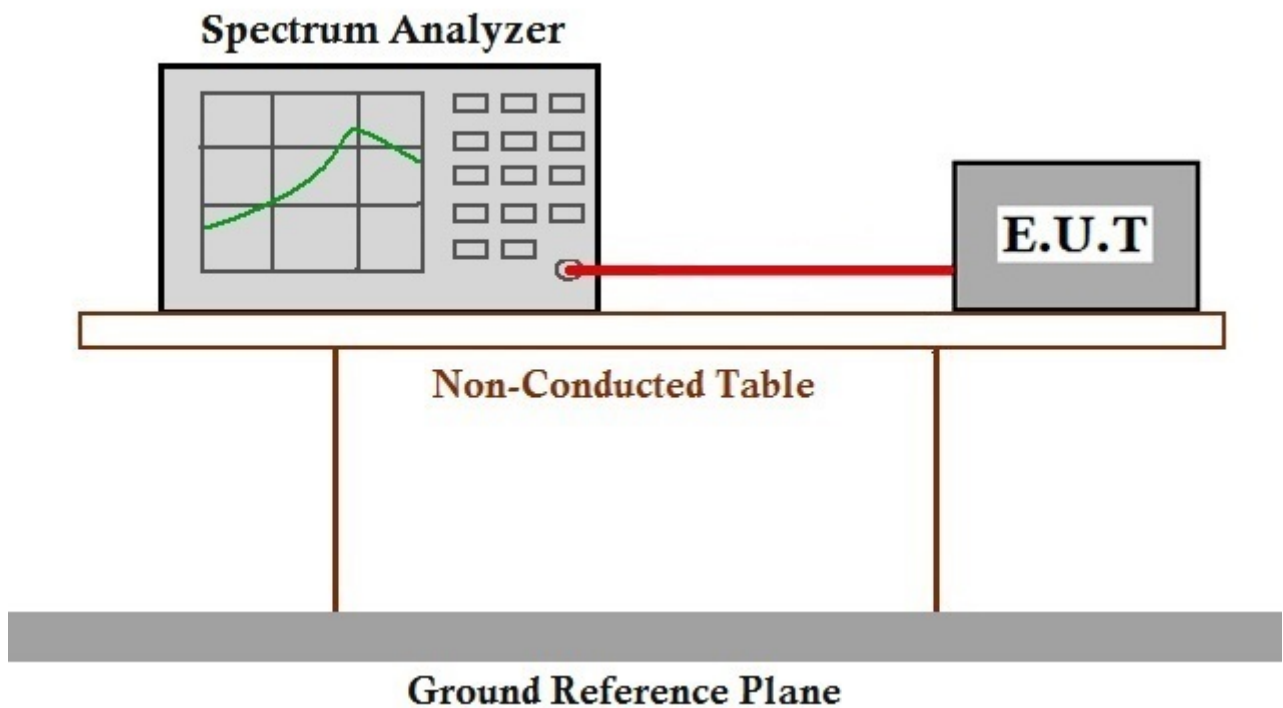 Spectrum Analyzer
E.U.T
Non-Conducted Table
Ground Reference Plane